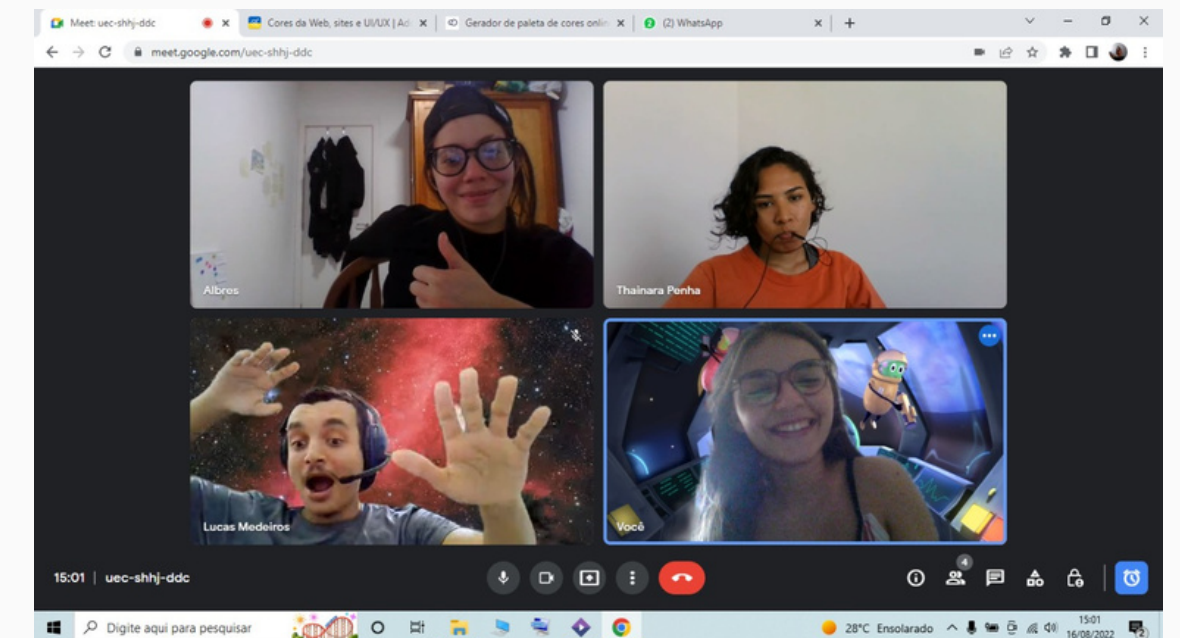 Meet: uec-shhj-ddc
Cores da Web, sites e UI/UX | Ad
Gerador de paleta de cores onlin
(2) WhatsApp
meet.google.com/uec-shhj-ddc
Albres
Thainara Penha
Lucas Medeiros
Você
15:01 | uec-shhj-ddc
4
Digite aqui para pesquisar
28°C Ensolarado
15:01
16/08/2022
2